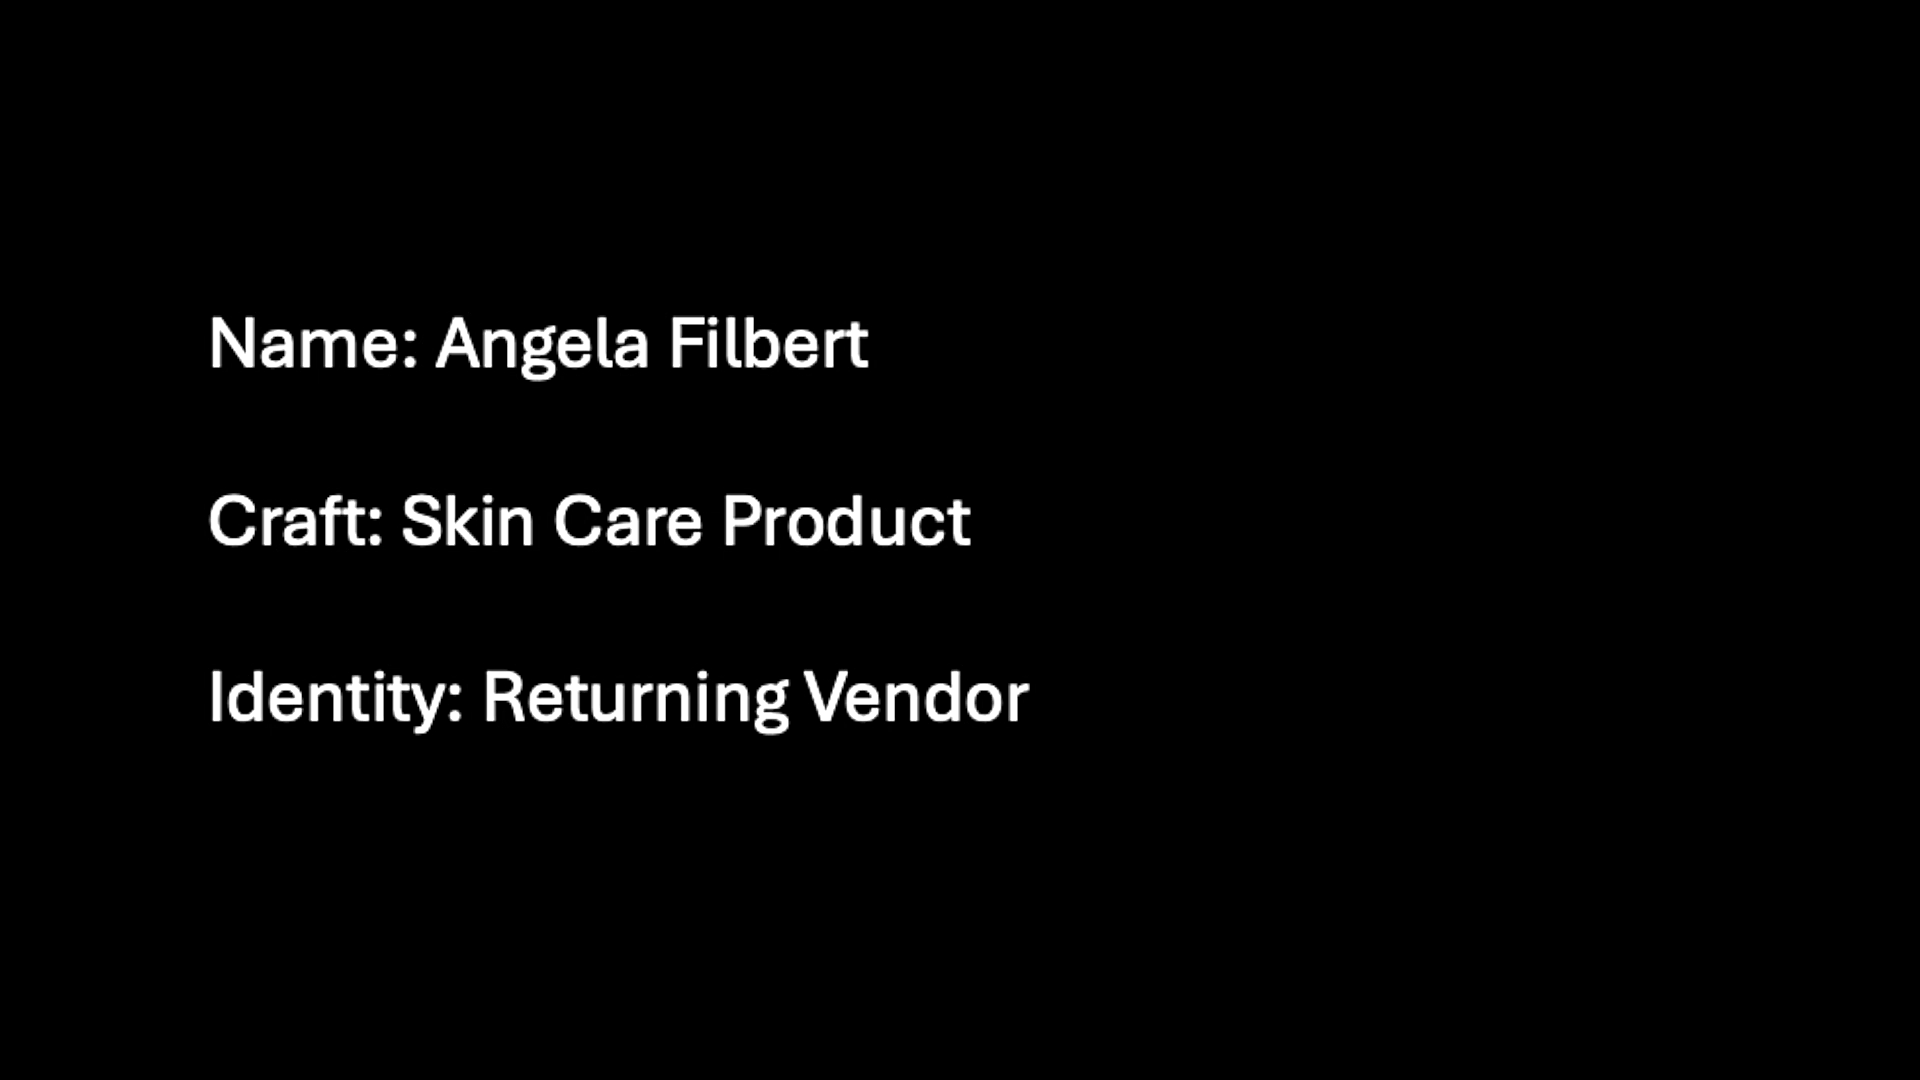 Name: Angela Filbert
Craft: Skin Care Product
Identity: Returning Vendor